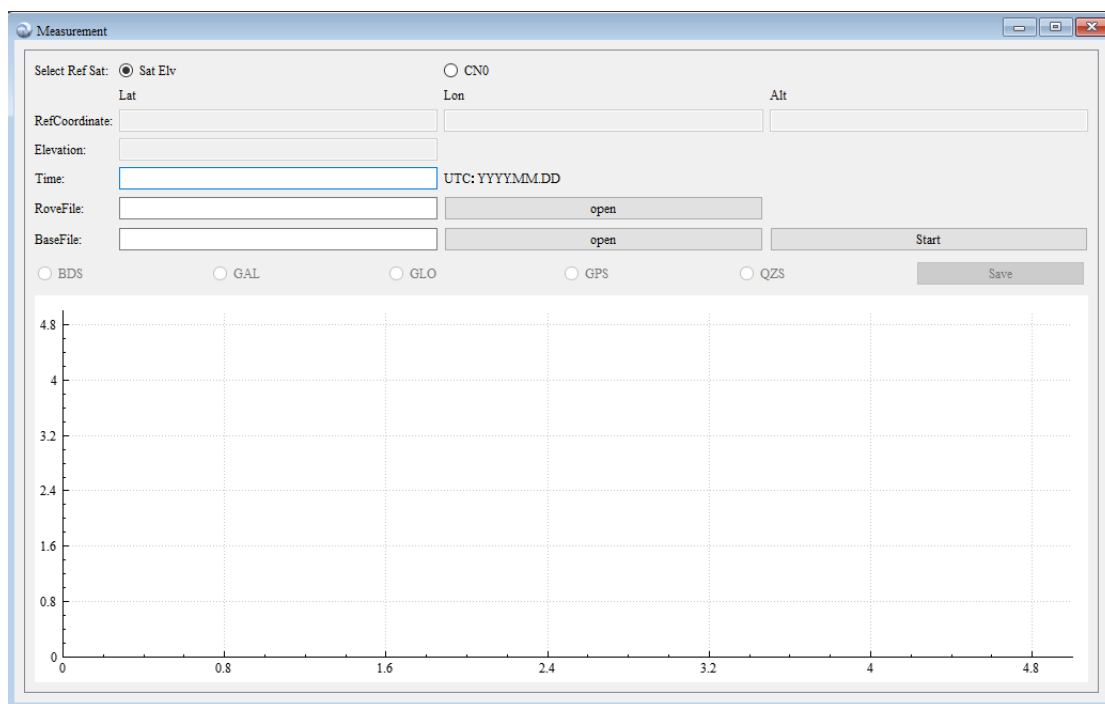 Measurement
Select Ref Sat: Sat Elv CN0
Lat Lon Alt
RefCoordinate:
Elevation:
Time: UTC: YYYY.MM.DD
RoveFile: open
BaseFile: open Start
BDS GAL GLO GPS QZS Save
4.8
4
3.2
2.4
1.6
0.8
0
0 0.8 1.6 2.4 3.2 4 4.8